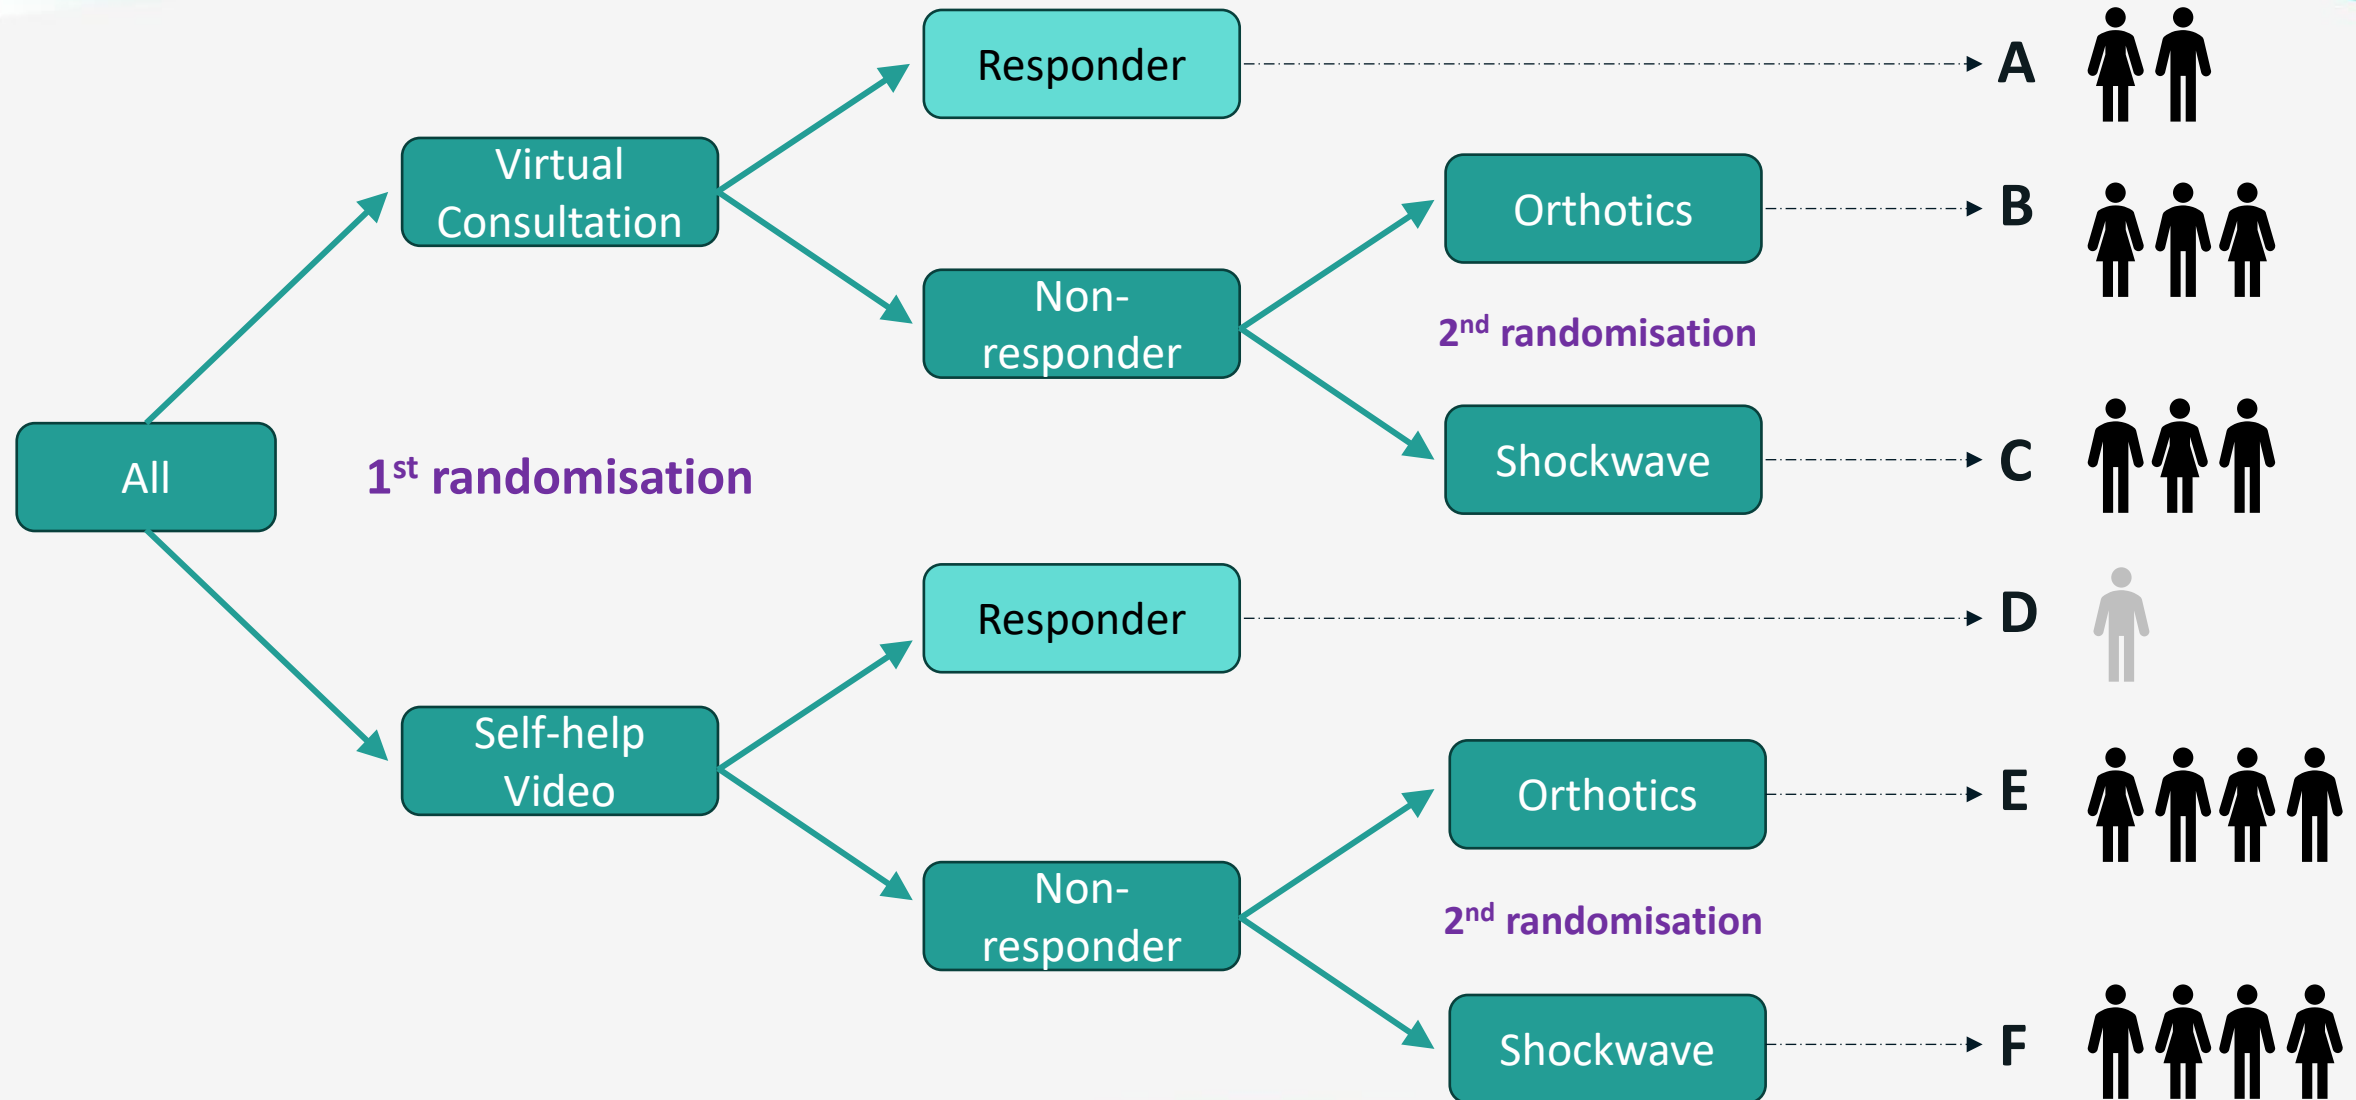 Responder
A
Virtual
Consultation
Orthotics
B
Non-
responder
2nd randomisation
Shockwave
C
All
1st randomisation
Responder
D
Self-help
Video
Orthotics
E
Non-
responder
2nd randomisation
Shockwave
F